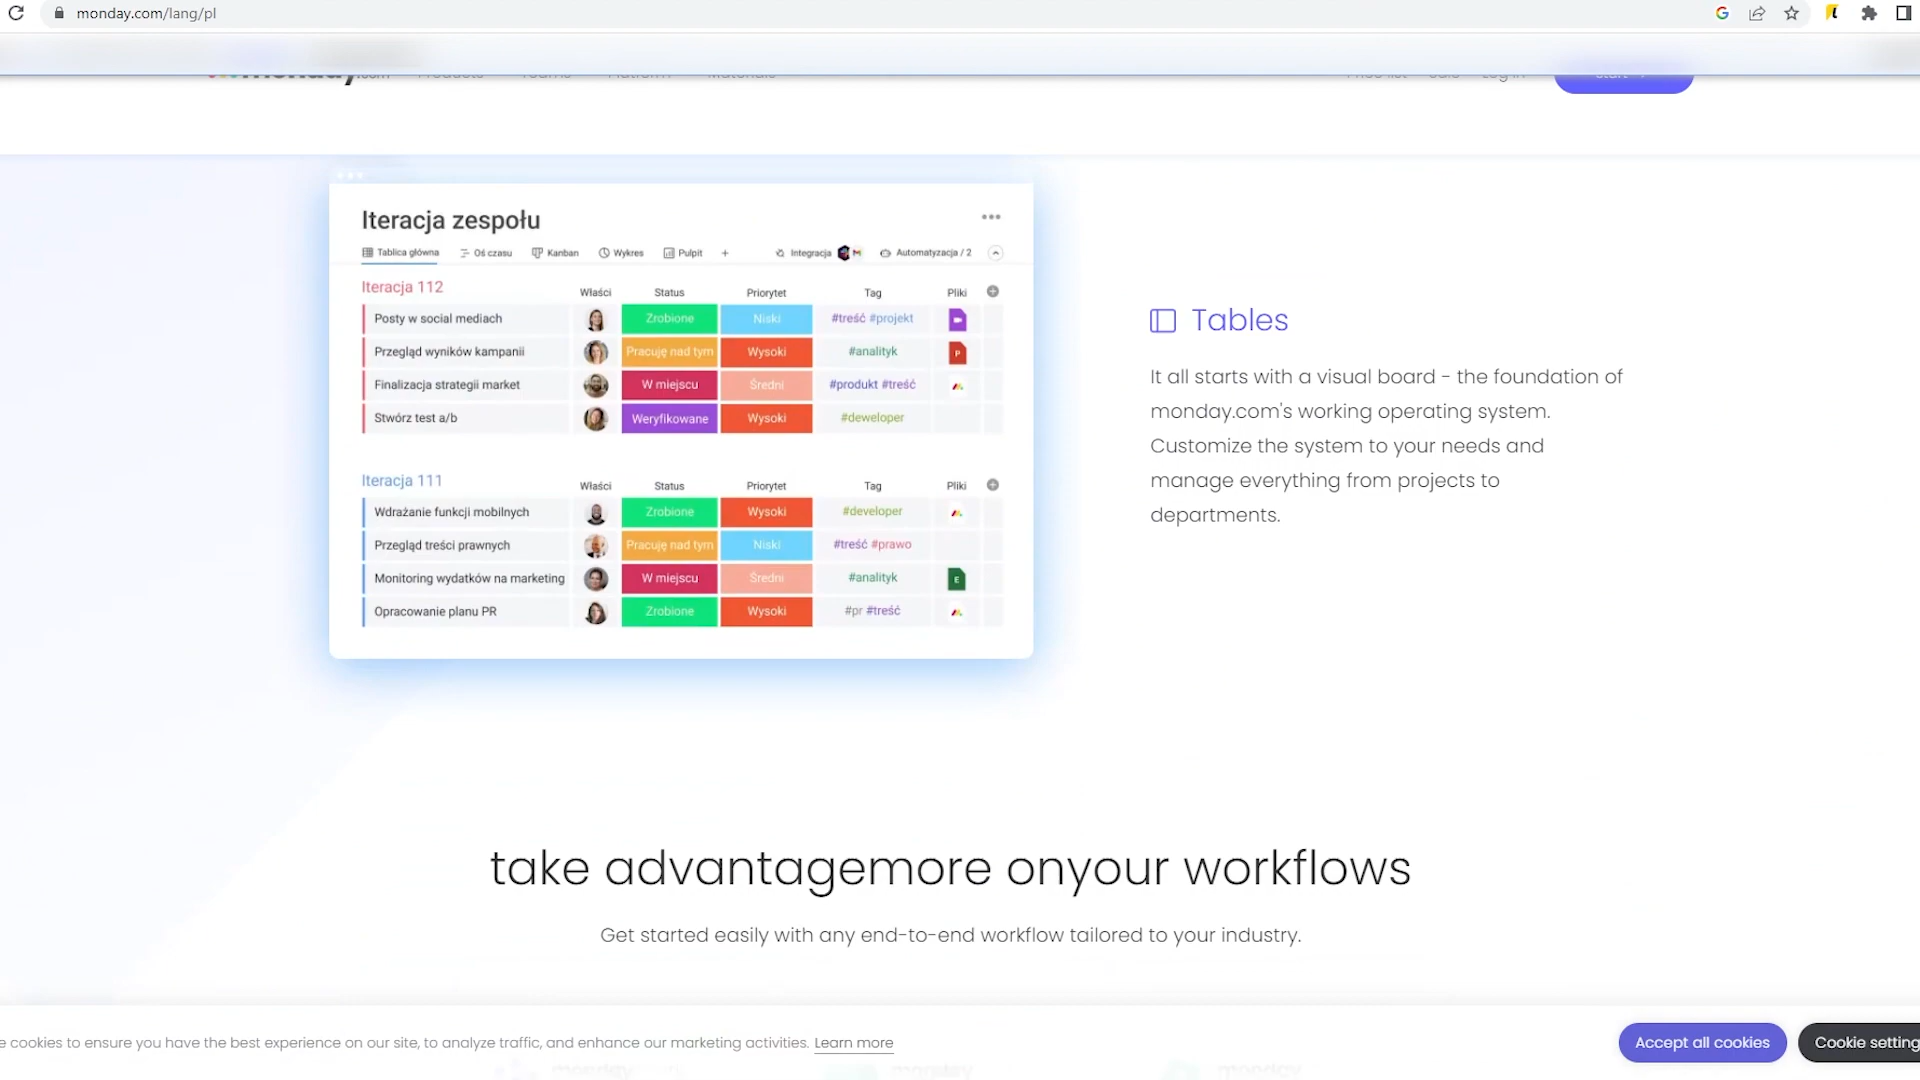 monday.com/lang/pl
Iteracja zespołu
Tablica główna Oś czasu Kanban Wykres Pulpit + Integracja Automatyzacja / 2
Iteracja 112 Właści Status Priorytet Tag Pliki
Posty w social mediach Zrobione Niski #treść #projekt
Przegląd wyników kampanii Pracuję nad tym Wysoki #analityk P
Finalizacja strategii market W miejscu Średni #produkt #treść
Stwórz test a/b Weryfikowane Wysoki #deweloper
Iteracja 111 Właści Status Priorytet Tag Pliki
Wdrażanie funkcji mobilnych Zrobione Wysoki #developer
Przegląd treści prawnych Pracuję nad tym Niski #treść #prawo
Monitoring wydatków na marketing W miejscu Średni #analityk E
Opracowanie planu PR Zrobione Wysoki #pr #treść
Tables
It all starts with a visual board - the foundation of
monday.com's working operating system.
Customize the system to your needs and
manage everything from projects to
departments.
take advantagemore onyour workflows
Get started easily with any end-to-end workflow tailored to your industry.
e cookies to ensure you have the best experience on our site, to analyze traffic, and enhance our marketing activities. Learn more
Accept all cookies
Cookie setting